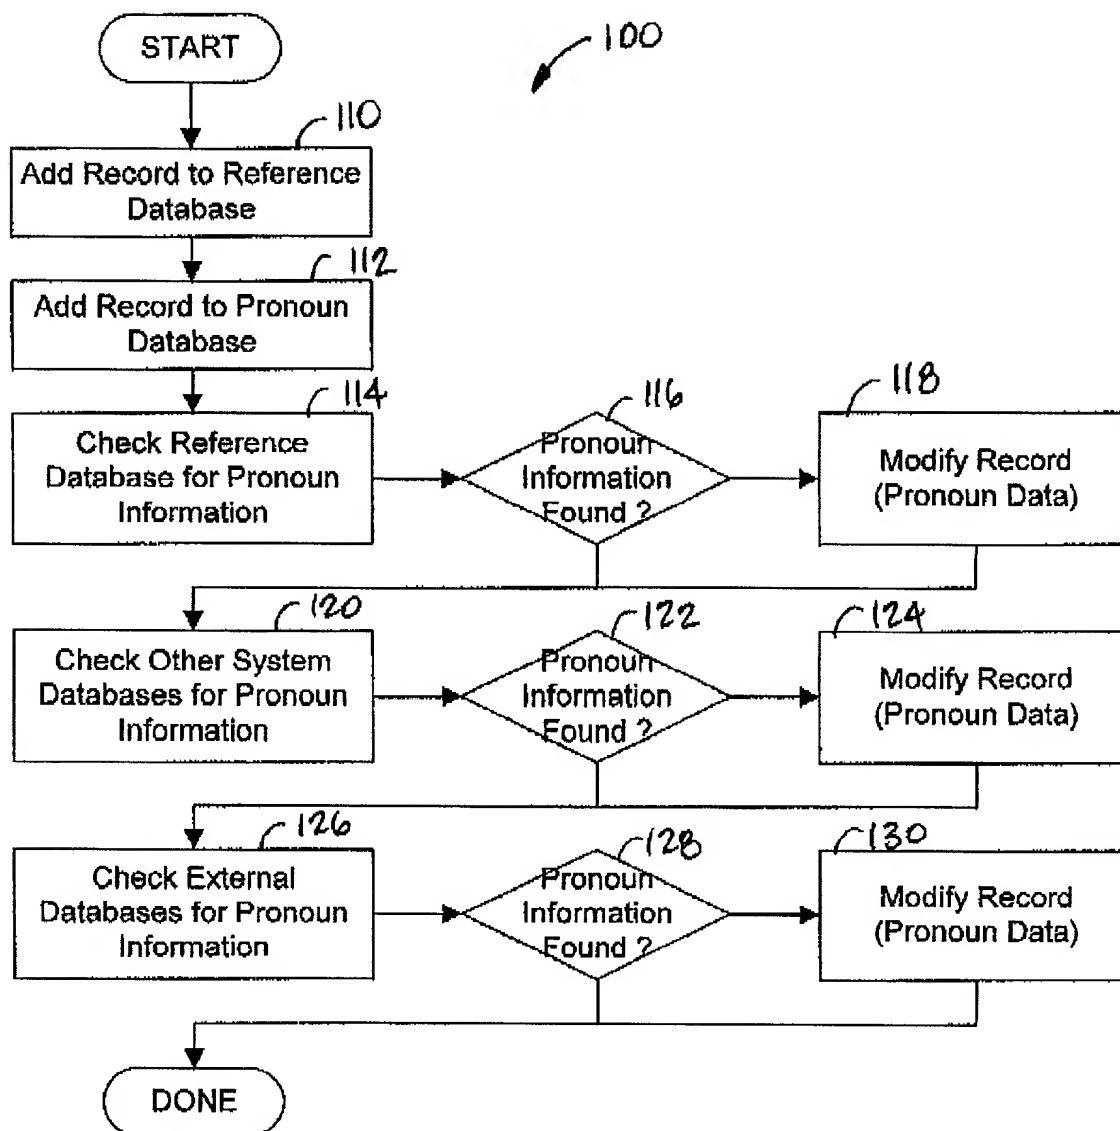 START
100
110
Add Record to Reference
Database
112
Add Record to Pronoun
Database
114
Check Reference
Database for Pronoun
Information
116
Pronoun
Information
Found ?
118
Modify Record
(Pronoun Data)
120
Check Other System
Databases for Pronoun
Information
122
Pronoun
Information
Found ?
124
Modify Record
(Pronoun Data)
126
Check External
Databases for Pronoun
Information
128
Pronoun
Information
Found ?
130
Modify Record
(Pronoun Data)
DONE